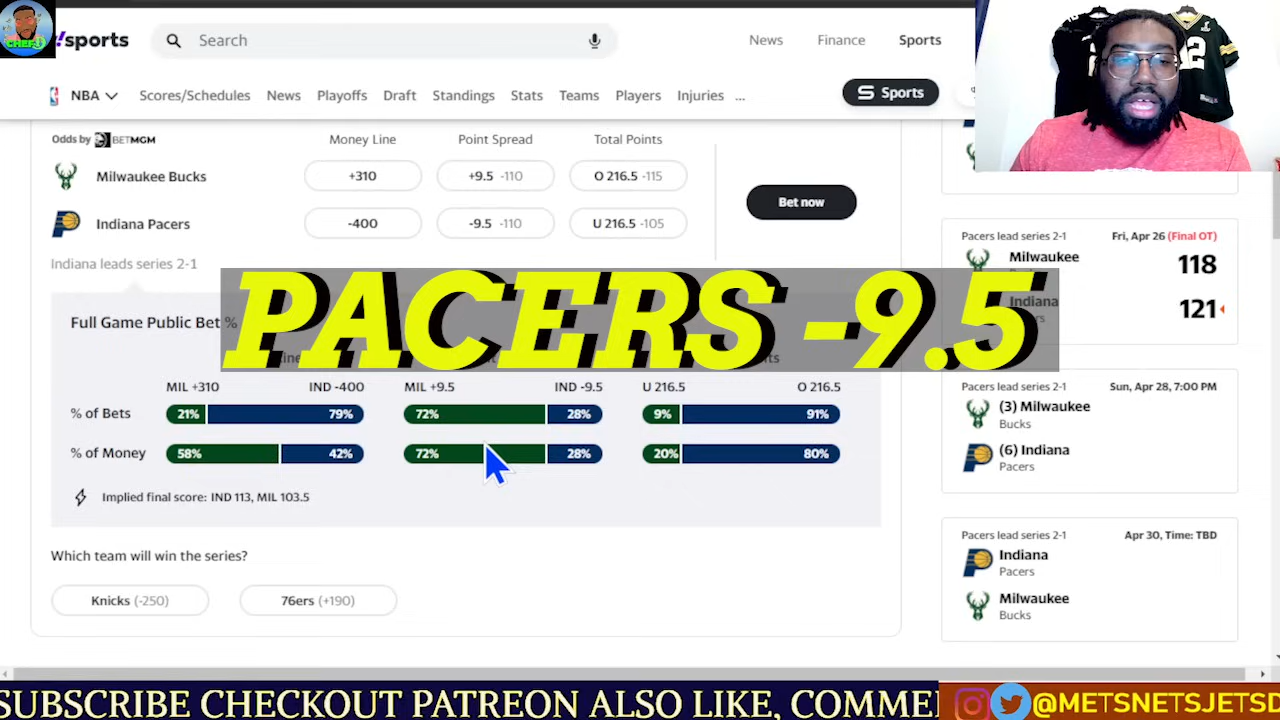 CHEF
!sports
Search
News Finance Sports
NBA Scores/Schedules News Playoffs Draft Standings Stats Teams Players Injuries ...
S Sports
Odds by BETMGM Money Line Point Spread Total Points
Milwaukee Bucks +310 +9.5 -110 O 216.5 -115
Indiana Pacers -400 -9.5 -110 U 216.5 -105
Bet now
Indiana leads series 2-1
PACERS -9.5
Full Game Public Bet %
MIL +310 IND -400 MIL +9.5 IND -9.5 U 216.5 O 216.5
% of Bets 21% 79% 72% 28% 9% 91%
% of Money 58% 42% 72% 28% 20% 80%
Implied final score: IND 113, MIL 103.5
Which team will win the series?
Knicks (-250) 76ers (+190)
Pacers lead series 2-1 Fri, Apr 26 (Final OT)
Milwaukee 118
Indiana 121
Pacers lead series 2-1 Sun, Apr 28, 7:00 PM
(3) Milwaukee
Bucks
(6) Indiana
Pacers
Pacers lead series 2-1 Apr 30, Time: TBD
Indiana
Pacers
Milwaukee
Bucks
SUBSCRIBE CHECKOUT PATREON ALSO LIKE, COMME
@METSNETSJETSD